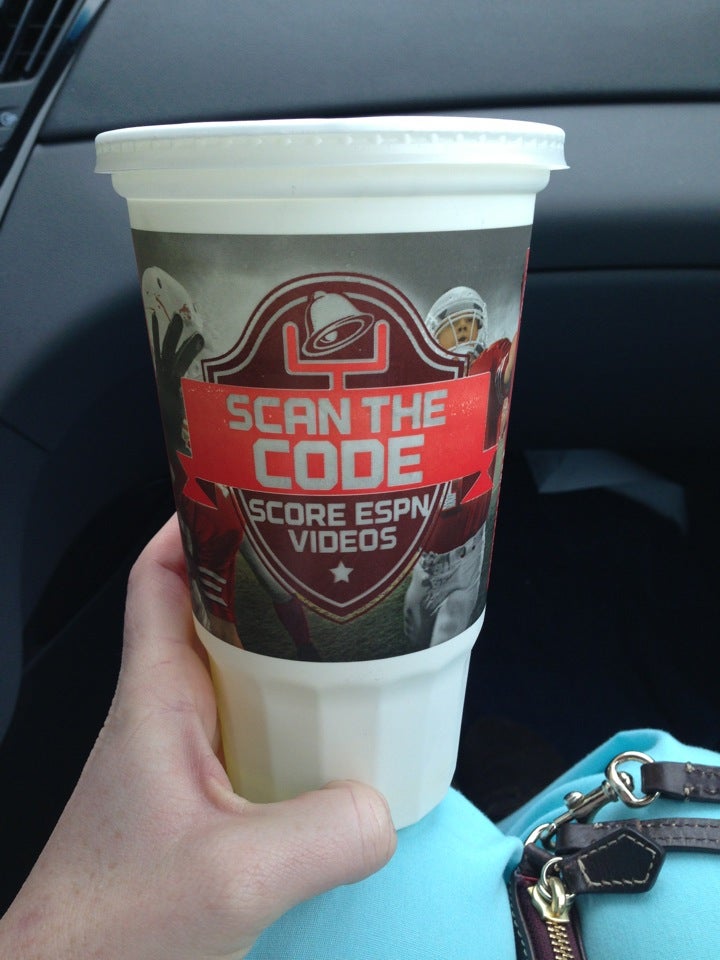 SCAN THE
CODE
SCORE ESPN
VIDEOS